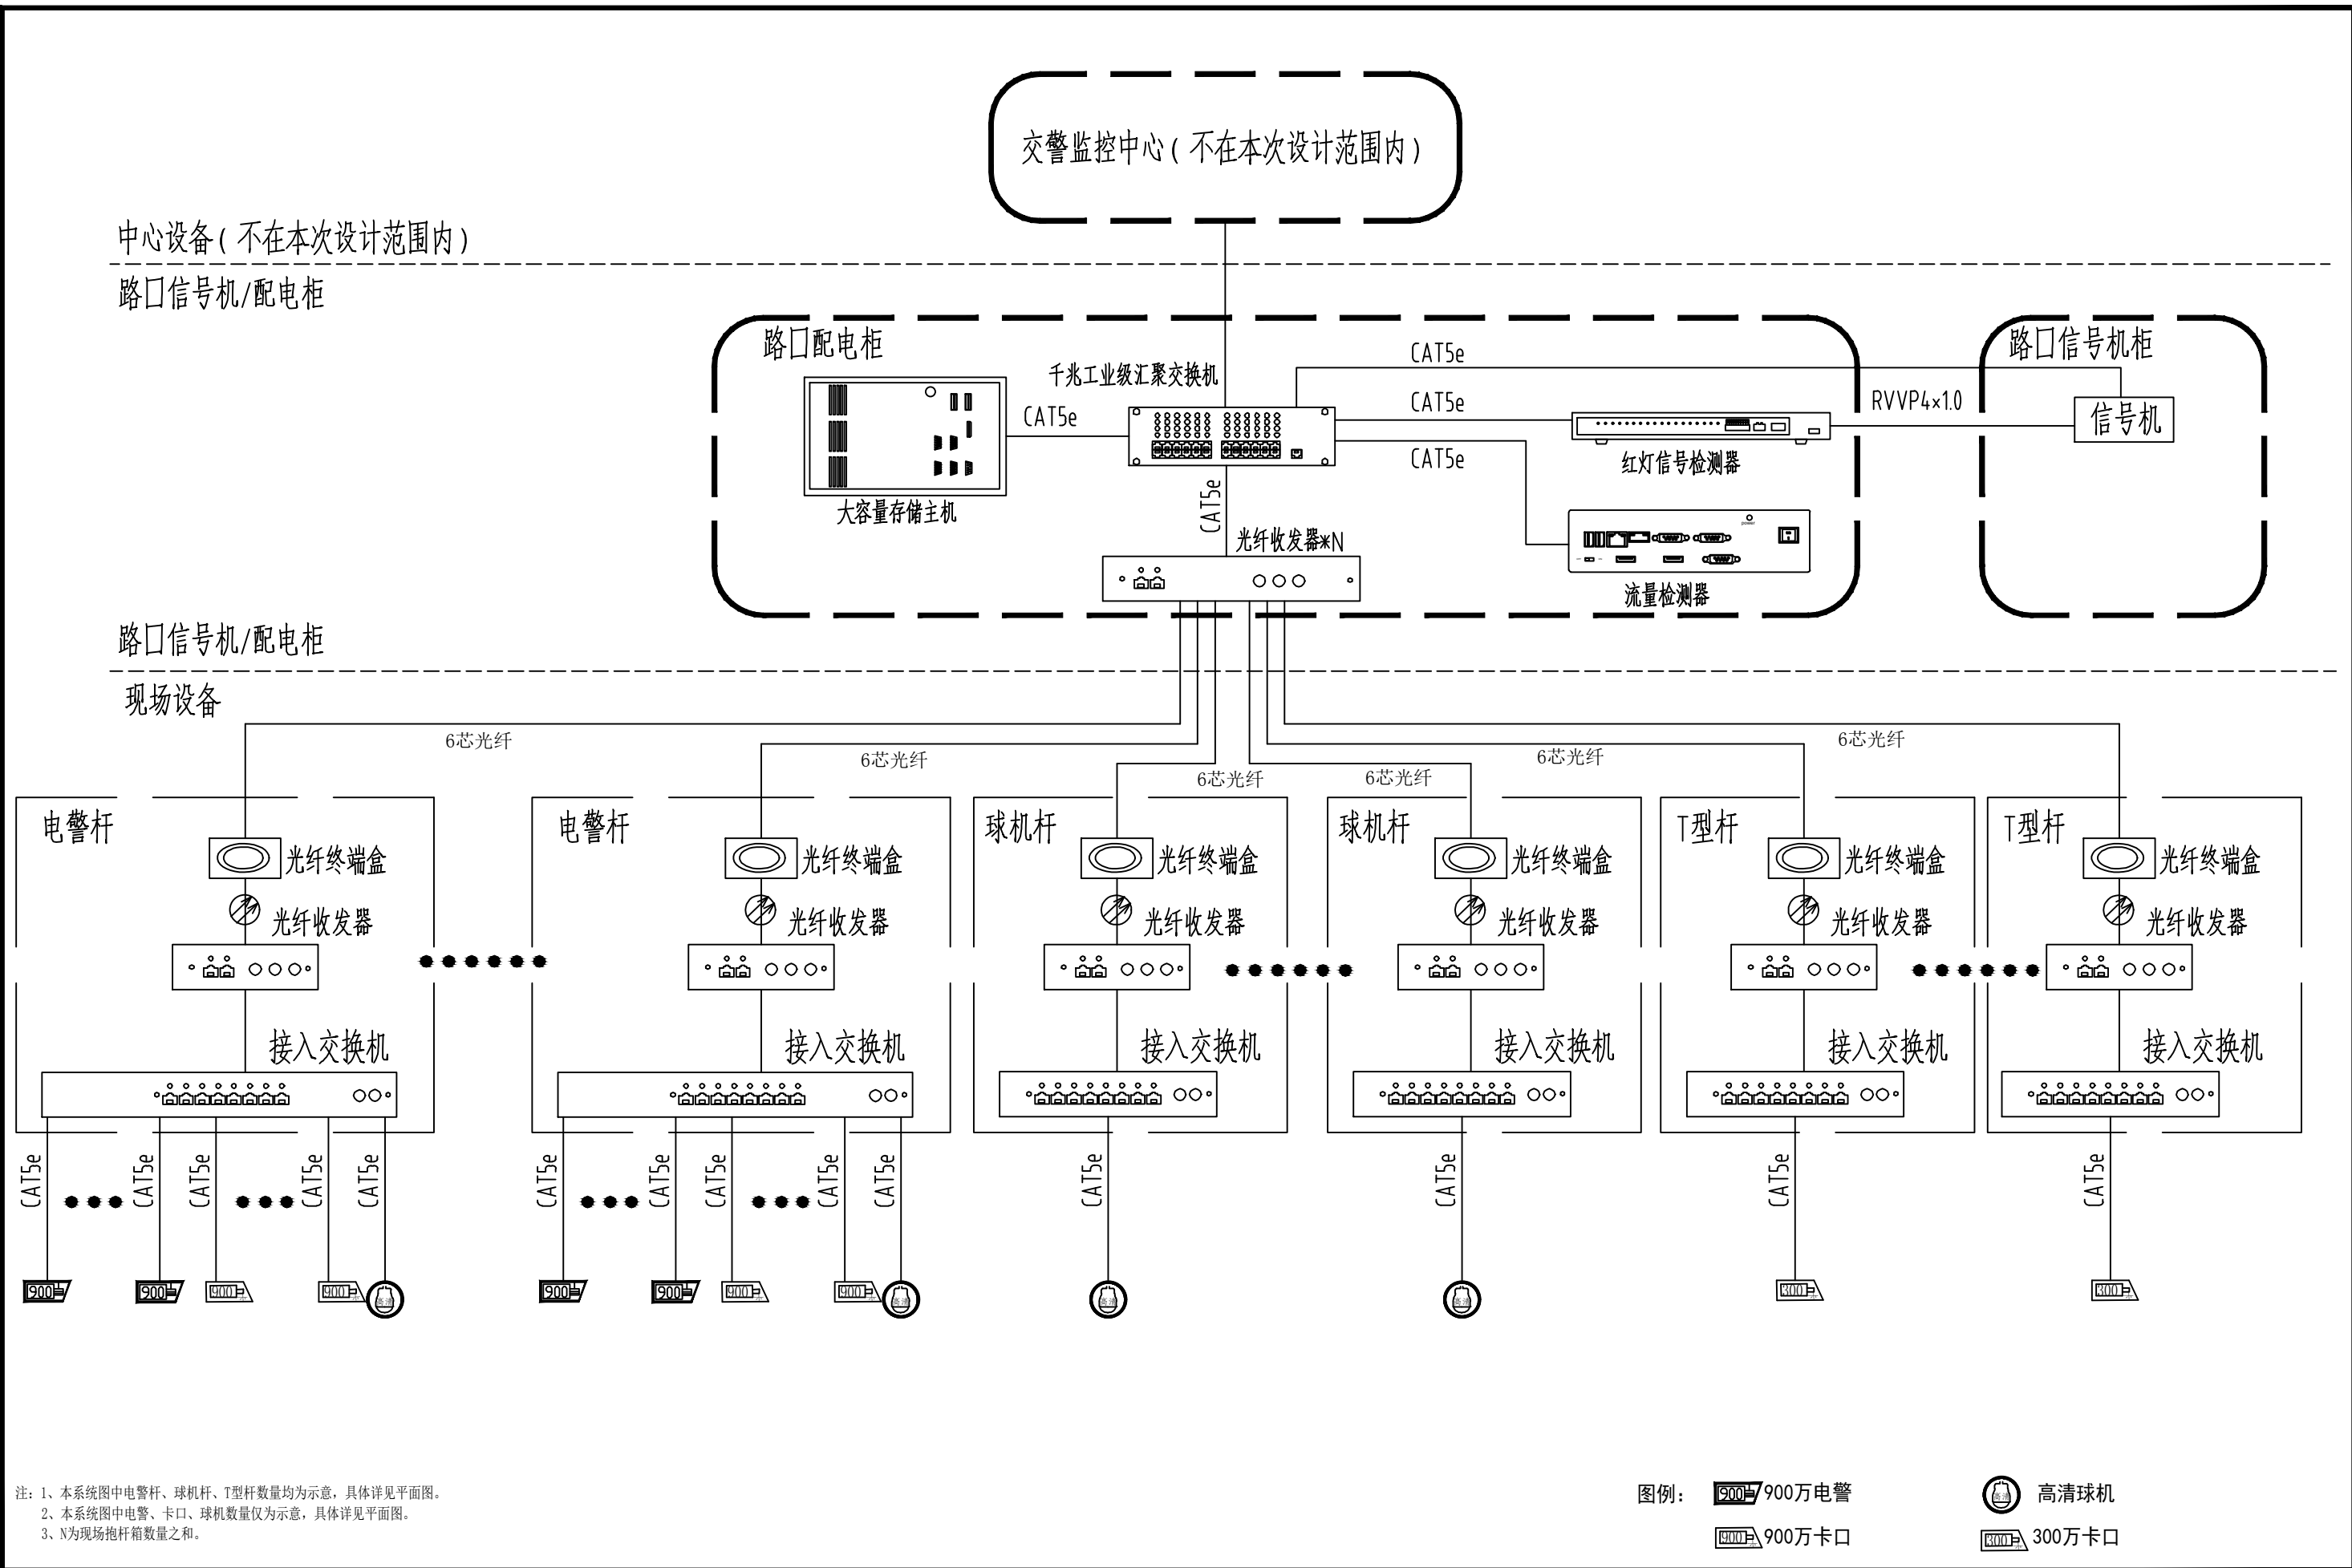 交警监控中心(不在本次设计范围内)
中心设备(不在本次设计范围内)
路口信号机/配电柜
路口配电柜
千兆工业级汇聚交换机
CAT5e
路口信号机柜
CAT5e
CAT5e
RVVP4×1.0
信号机
CAT5e
红灯信号检测器
大容量存储主机
CAT5e
光纤收发器*N
power
流量检测器
路口信号机/配电柜
现场设备
6芯光纤
6芯光纤
6芯光纤
6芯光纤
6芯光纤
6芯光纤
电警杆
电警杆
球机杆
球机杆
T型杆
T型杆
光纤终端盒
光纤终端盒
光纤终端盒
光纤终端盒
光纤终端盒
光纤终端盒
光纤收发器
光纤收发器
光纤收发器
光纤收发器
光纤收发器
光纤收发器
接入交换机
接入交换机
接入交换机
接入交换机
接入交换机
接入交换机
CAT5e
CAT5e
CAT5e
CAT5e
CAT5e
CAT5e
CAT5e
CAT5e
CAT5e
CAT5e
CAT5e
CAT5e
CAT5e
CAT5e
900
900
900
900
高清
900
900
900
900
高清
高清
高清
300
300
注：1、本系统图中电警杆、球机杆、T型杆数量均为示意，具体详见平面图。
2、本系统图中电警、卡口、球机数量仅为示意，具体详见平面图。
3、N为现场抱杆箱数量之和。
图例：
900 900万电警
高清 高清球机
900 900万卡口
300 300万卡口